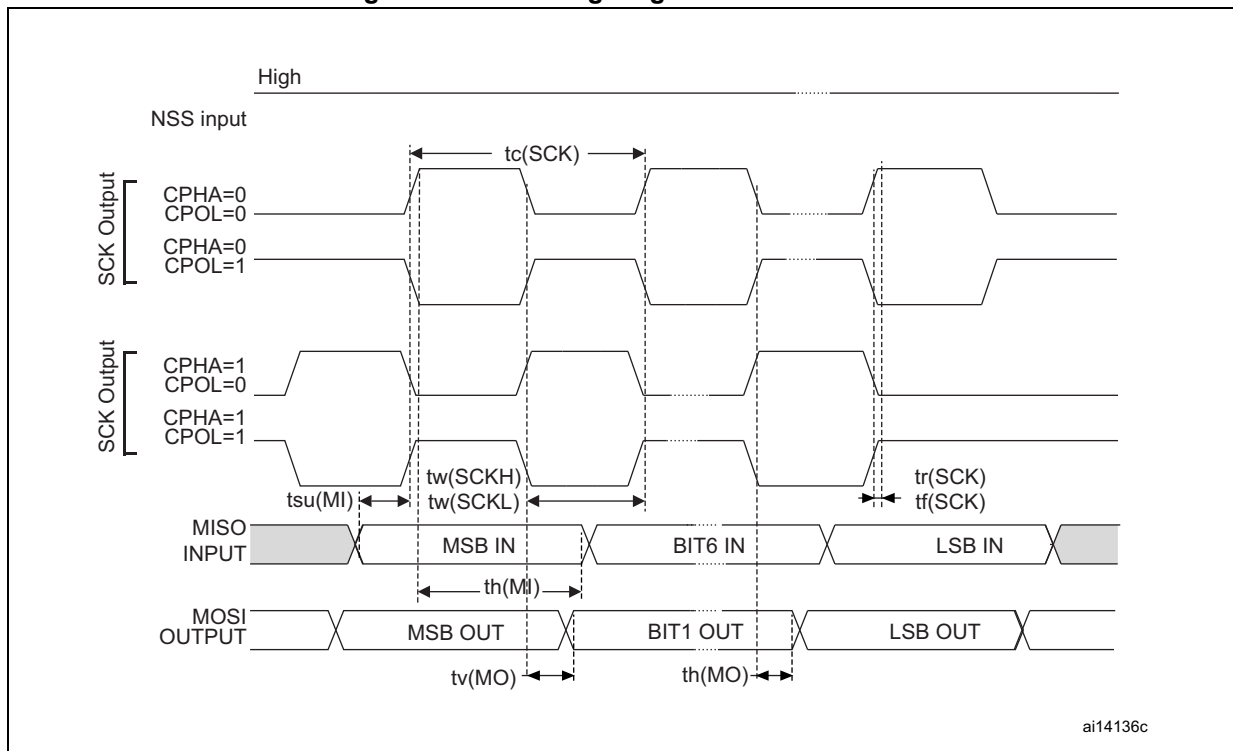 High
NSS input
tc(SCK)
SCK Output
CPHA=0
CPOL=0
CPHA=0
CPOL=1
SCK Output
CPHA=1
CPOL=0
CPHA=1
CPOL=1
tsu(MI)
tw(SCKH)
tw(SCKL)
tr(SCK)
tf(SCK)
MISO
INPUT
MSB IN
BIT6 IN
LSB IN
th(MI)
MOSI
OUTPUT
MSB OUT
BIT1 OUT
LSB OUT
tv(MO)
th(MO)
ai14136c